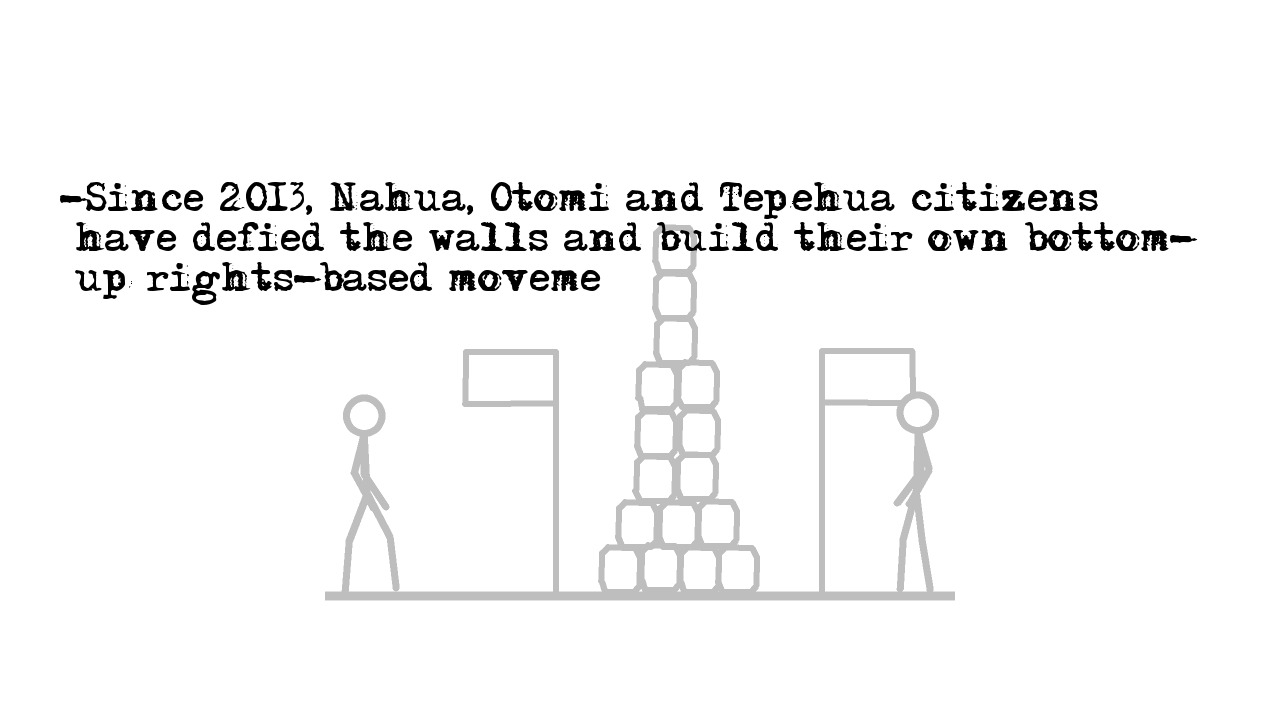 -Since 2013, Nahua, Otomi and Tepehua citizens
have defied the walls and build their own bottom-
up rights-based moveme